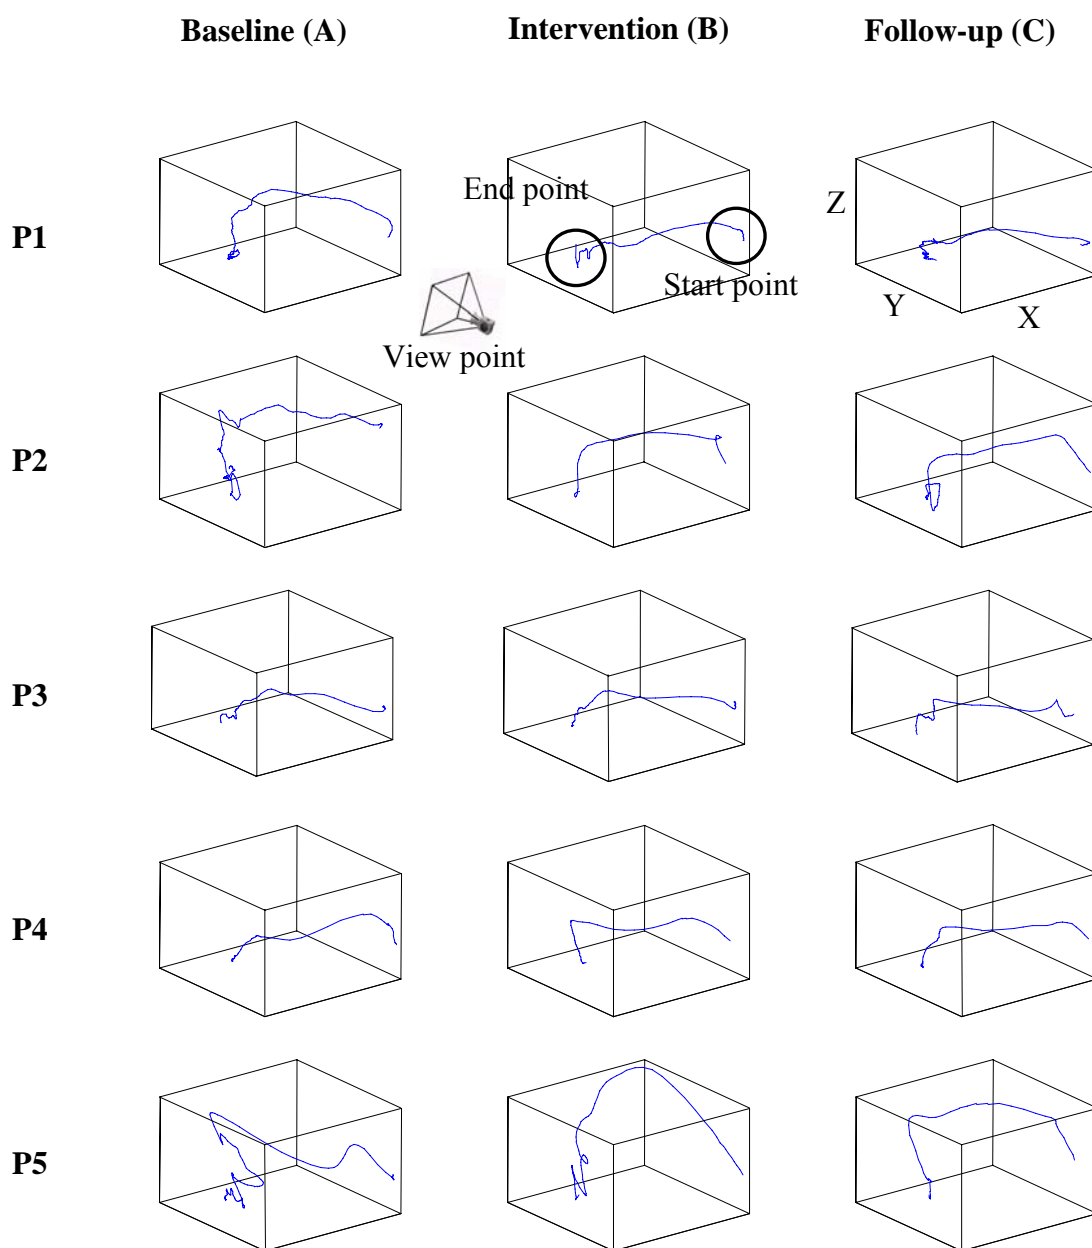 Baseline (A)
Intervention (B)
Follow-up (C)
P1
End point
Start point
View point
Z
Y
X
P2
P3
P4
P5